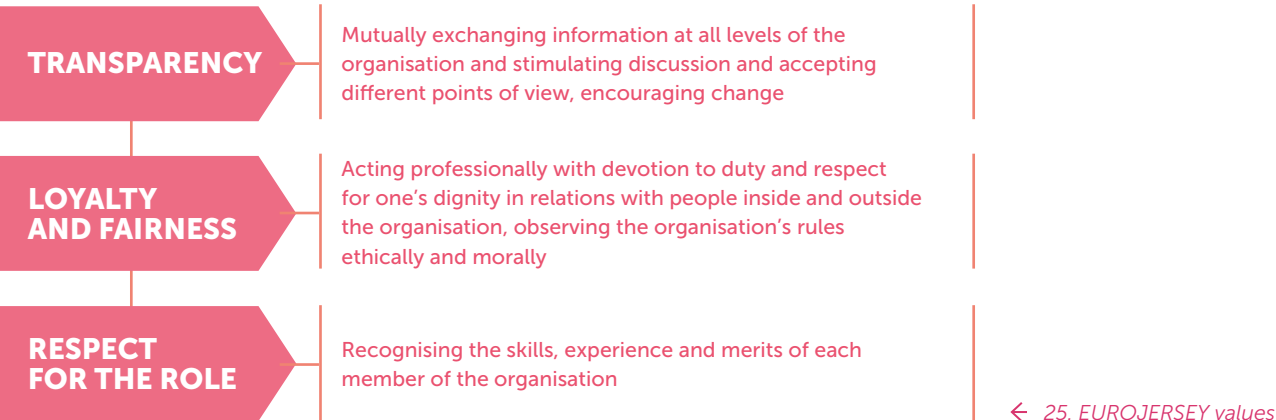 TRANSPARENCY
Mutually exchanging information at all levels of the
organisation and stimulating discussion and accepting
different points of view, encouraging change
LOYALTY
AND FAIRNESS
Acting professionally with devotion to duty and respect
for one’s dignity in relations with people inside and outside
the organisation, observing the organisation’s rules
ethically and morally
RESPECT
FOR THE ROLE
Recognising the skills, experience and merits of each
member of the organisation
← 25. EUROJERSEY values